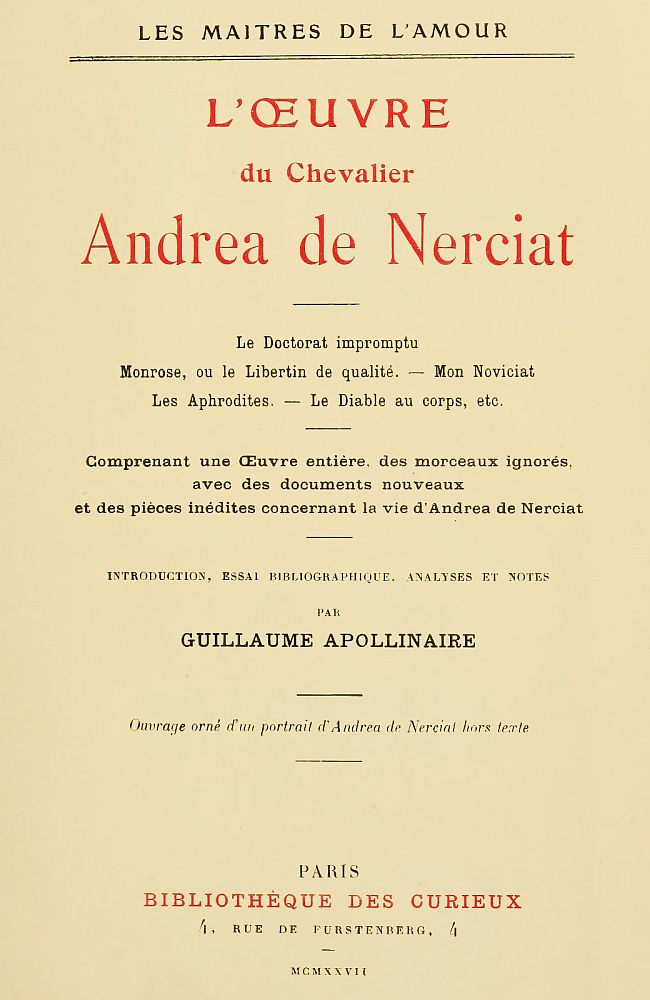 LES MAITRES DE L'AMOUR
L'ŒUVRE
du Chevalier
Andrea de Nerciat
Le Doctorat impromptu
Monrose, ou le Libertin de qualité. — Mon Noviciat
Les Aphrodites. — Le Diable au corps, etc.
Comprenant une Œuvre entière, des morceaux ignorés,
avec des documents nouveaux
et des pièces inédites concernant la vie d'Andrea de Nerciat
INTRODUCTION, ESSAI BIBLIOGRAPHIQUE, ANALYSES ET NOTES
PAR
GUILLAUME APOLLINAIRE
Ouvrage orné d'un portrait d'Andrea de Nerciat hors texte
PARIS
BIBLIOTHÈQUE DES CURIEUX
4, RUE DE FURSTENBERG, 4
MCMXXVII